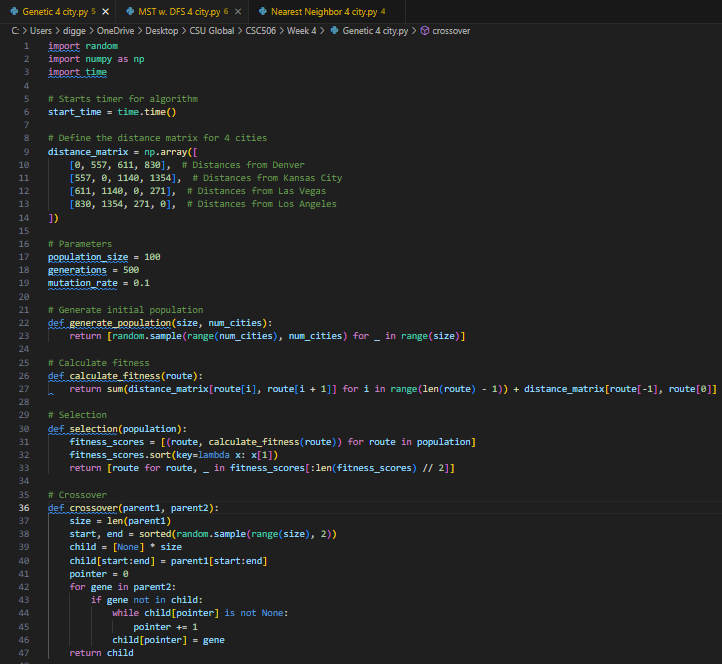 Genetic 4 city.py 5 MST w. DFS 4 city.py 6 Nearest Neighbor 4 city.py 4
C: > Users > digge > OneDrive > Desktop > CSU Global > CSC506 > Week 4 > Genetic 4 city.py > crossover
1 import random
2 import numpy as np
3 import time
4
5 # Starts timer for algorithm
6 start_time = time.time()
7
8 # Define the distance matrix for 4 cities
9 distance_matrix = np.array([
10     [0, 557, 611, 830],  # Distances from Denver
11     [557, 0, 1140, 1354],  # Distances from Kansas City
12     [611, 1140, 0, 271],  # Distances from Las Vegas
13     [830, 1354, 271, 0],  # Distances from Los Angeles
14 ])
15
16 # Parameters
17 population_size = 100
18 generations = 500
19 mutation_rate = 0.1
20
21 # Generate initial population
22 def generate_population(size, num_cities):
23     return [random.sample(range(num_cities), num_cities) for _ in range(size)]
24
25 # Calculate fitness
26 def calculate_fitness(route):
27     return sum(distance_matrix[route[i], route[i + 1]] for i in range(len(route) - 1)) + distance_matrix[route[-1], route[0]]
28
29 # Selection
30 def selection(population):
31     fitness_scores = [(route, calculate_fitness(route)) for route in population]
32     fitness_scores.sort(key=lambda x: x[1])
33     return [route for route, _ in fitness_scores[:len(fitness_scores) // 2]]
34
35 # Crossover
36 def crossover(parent1, parent2):
37     size = len(parent1)
38     start, end = sorted(random.sample(range(size), 2))
39     child = [None] * size
40     child[start:end] = parent1[start:end]
41     pointer = 0
42     for gene in parent2:
43         if gene not in child:
44             while child[pointer] is not None:
45                 pointer += 1
46             child[pointer] = gene
47     return child